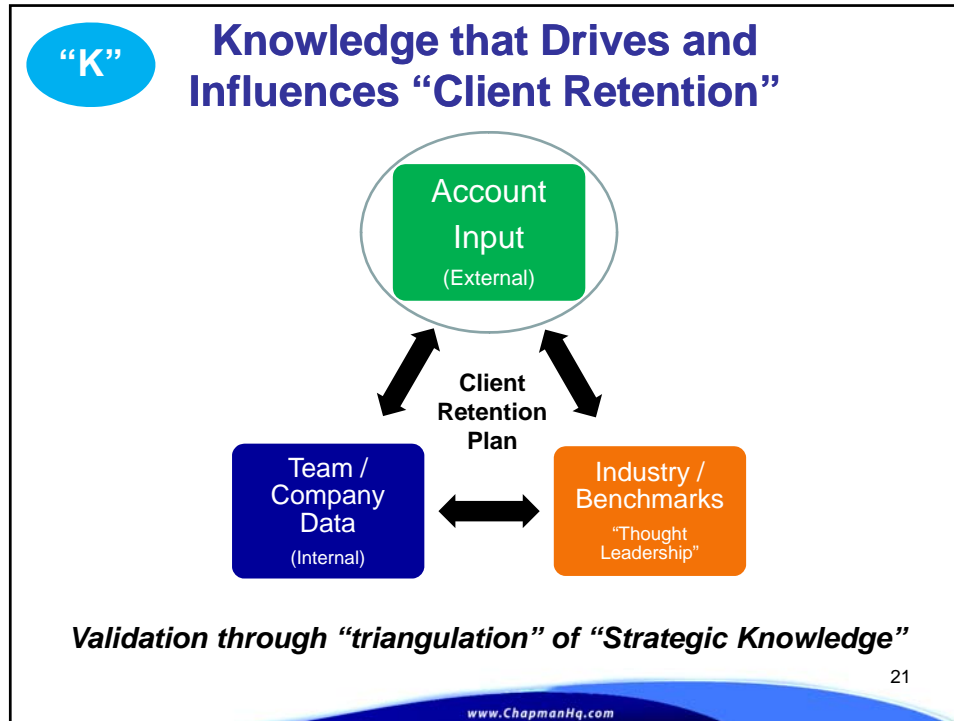 “K”
Knowledge that Drives and
Influences “Client Retention”
Account
Input
(External)
Client
Retention
Plan
Team /
Company
Data
(Internal)
Industry /
Benchmarks
“Thought
Leadership”
Validation through “triangulation” of “Strategic Knowledge”
21
www.ChapmanHq.com